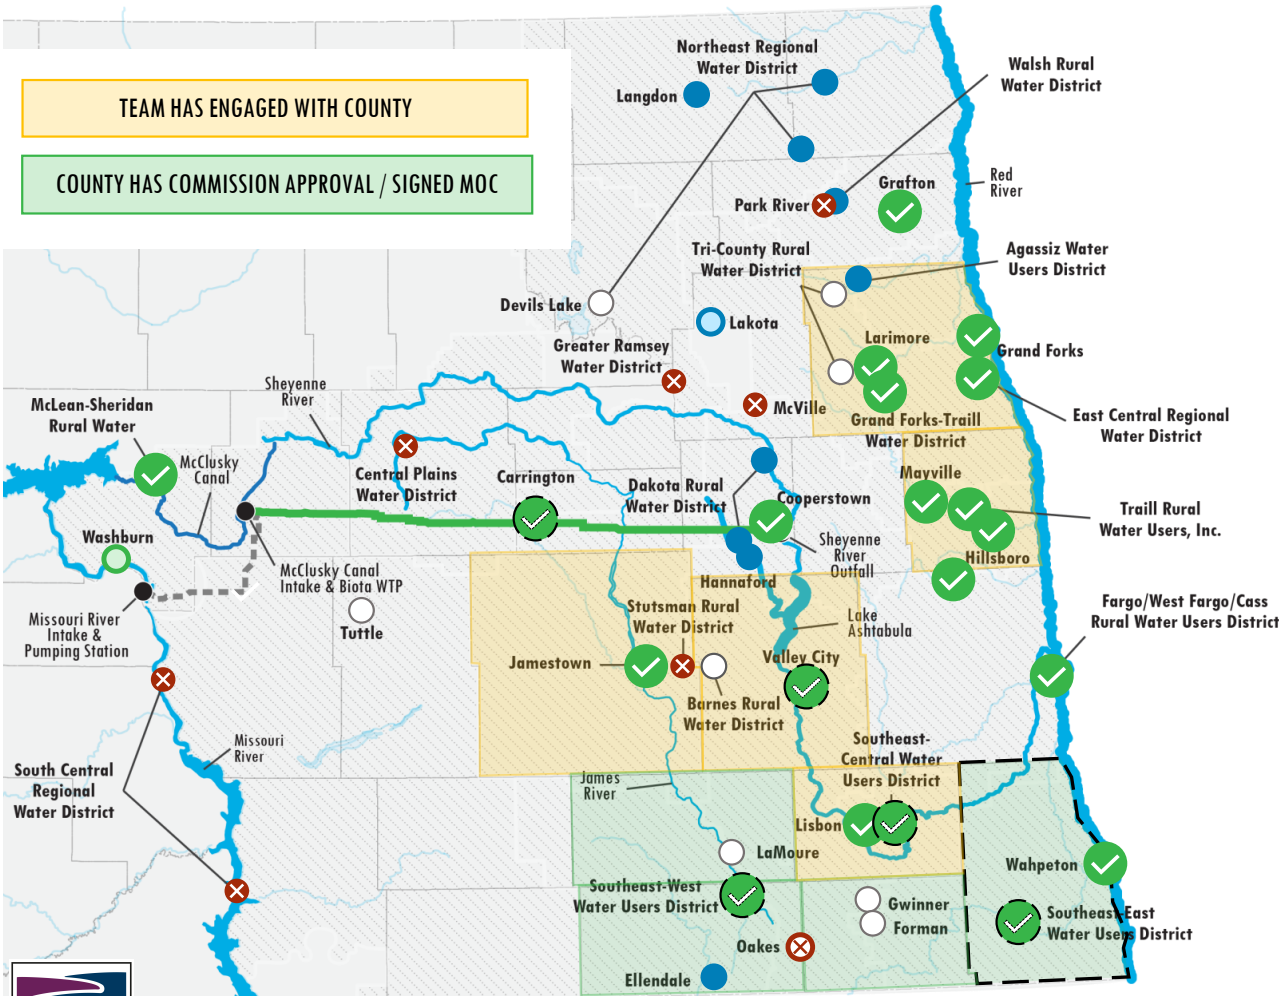 TEAM HAS ENGAGED WITH COUNTY
COUNTY HAS COMMISSION APPROVAL / SIGNED MOC
Northeast Regional
Water District
Langdon
Walsh Rural
Water District
Park River
Grafton
Red
River
Tri-County Rural
Water District
Agassiz Water
Users District
Devils Lake
Lakota
Greater Ramsey
Water District
Larimore
Grand Forks
McVille
Grand Forks-Traill
Water District
East Central Regional
Water District
Sheyenne
River
McLean-Sheridan
Rural Water
McClusky
Canal
Central Plains
Water District
Carrington
Dakota Rural
Water District
Cooperstown
Mayville
Traill Rural
Water Users, Inc.
Hillsboro
Washburn
McClusky Canal
Intake & Biota WTP
Sheyenne
River
Outfall
Hannaford
Missouri River
Intake &
Pumping Station
Tuttle
Stutsman Rural
Water District
Lake
Ashtabula
Fargo/West Fargo/Cass
Rural Water Users District
Jamestown
Valley City
Barnes Rural
Water District
Missouri
River
South Central
Regional
Water District
Southeast-
Central Water
Users District
James
River
Lisbon
LaMoure
Wahpeton
Southeast-West
Water Users District
Gwinner
Forman
Southeast-East
Water Users District
Oakes
Ellendale